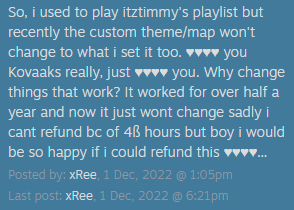 So, i used to play itztimmy's playlist but
recently the custom theme/map won't
change to what i set it too. ♥♥♥♥ you
Kovaaks really, just ♥♥♥♥ you. Why change
things that work? It worked for over half a
year and now it just wont change sadly i
cant refund bc of 4ß hours but boy i would
be so happy if i could refund this ♥♥♥♥...
Posted by: xRee, 1 Dec, 2022 @ 1:05pm
Last post: xRee, 1 Dec, 2022 @ 6:21pm